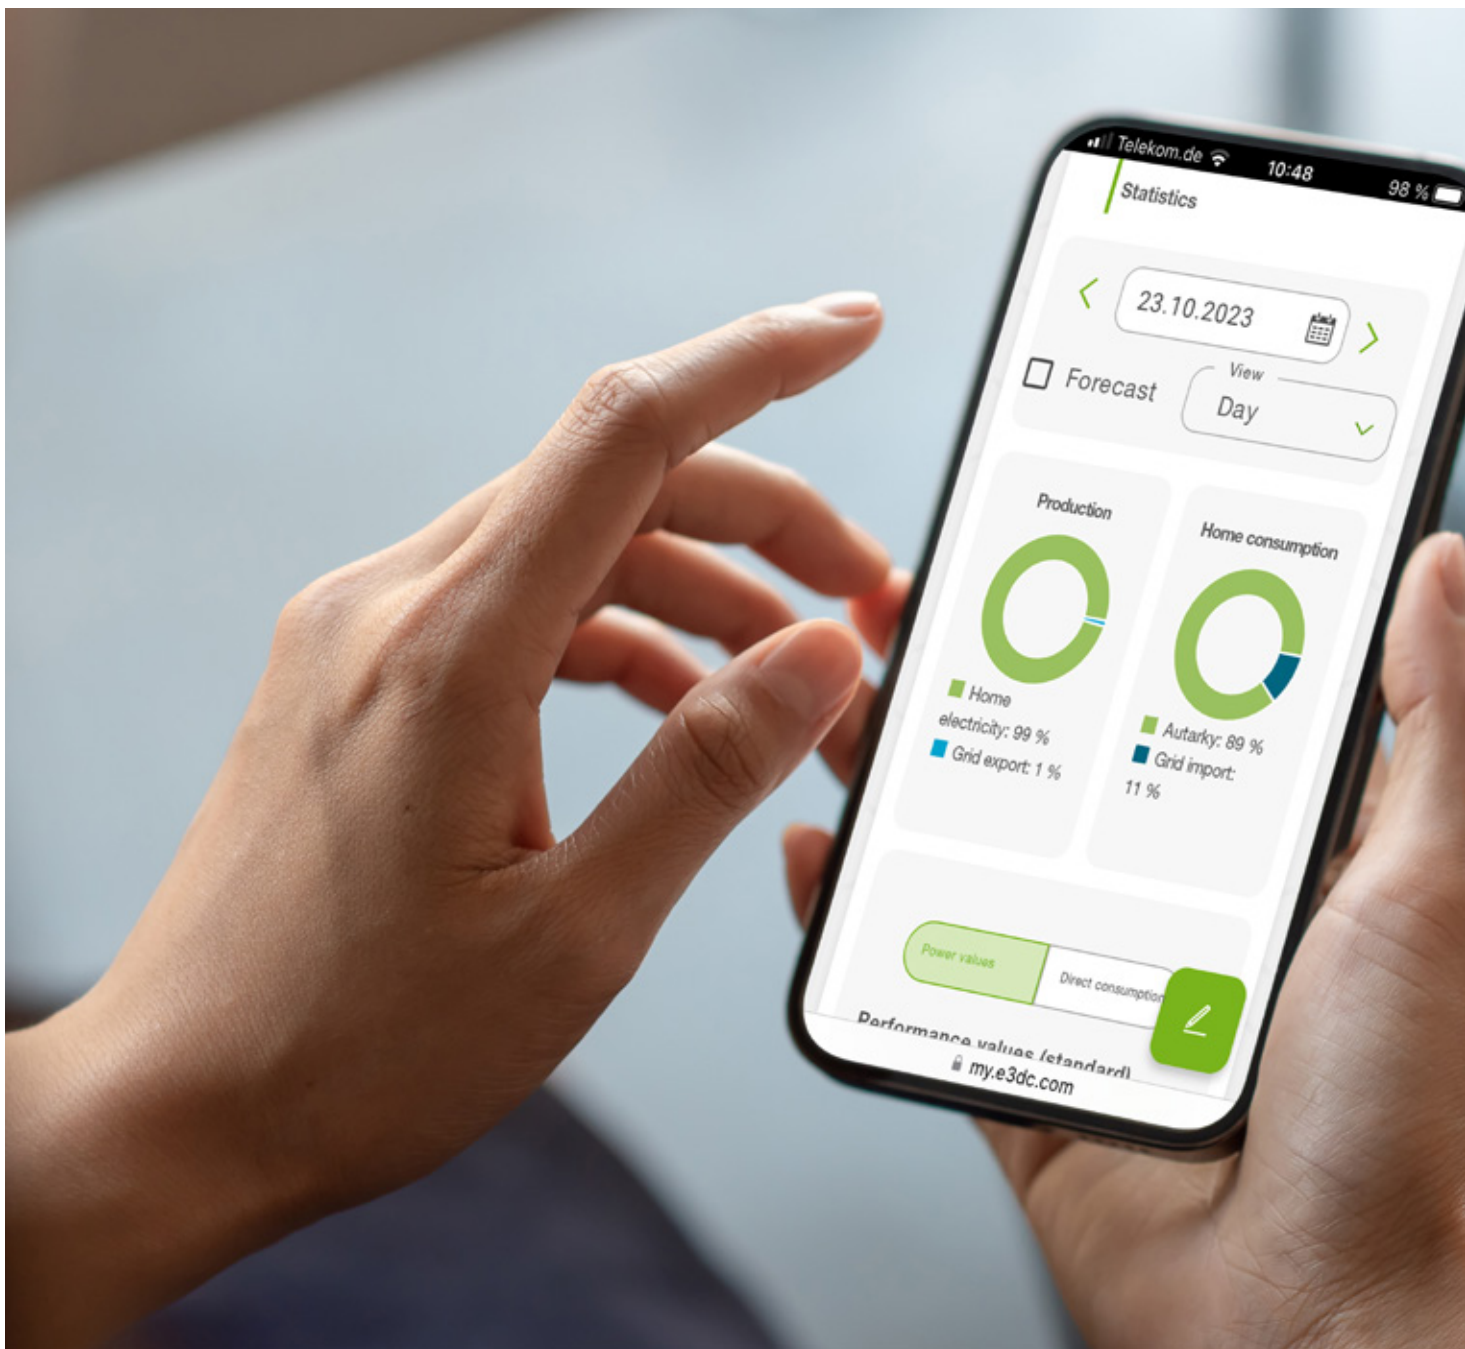 Telekom.de 10:48 98 %
Statistics
23.10.2023
View
Forecast
Day
Production
Home
electricity: 99 %
Grid export: 1 %
Home consumption
Autarky: 89 %
Grid import:
11 %
Power values
Direct consumption
Performance values (standard)
my.e3dc.com